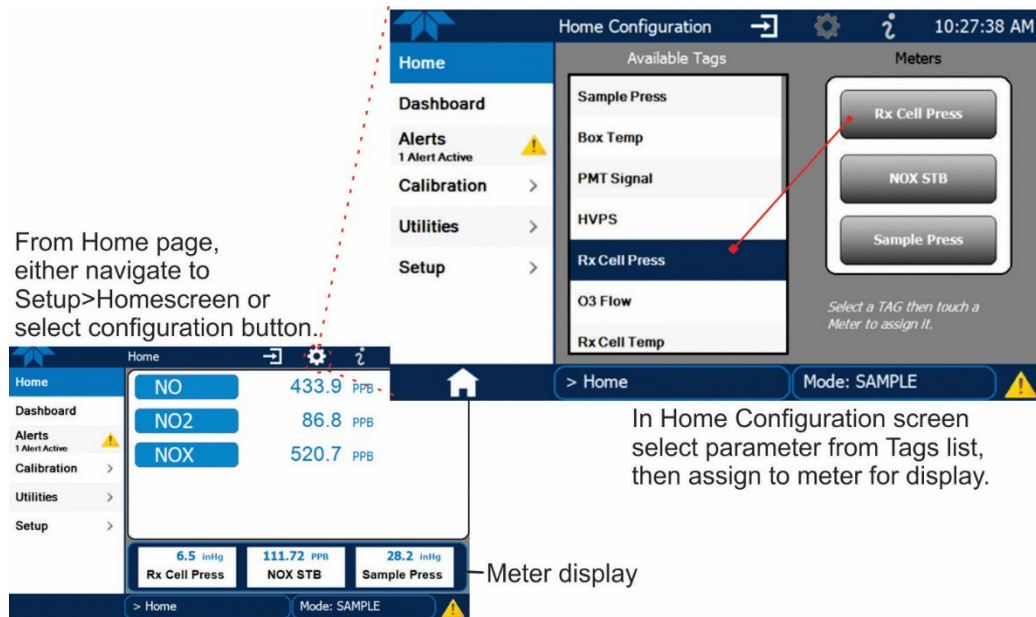 Home Configuration 10:27:38 AM
Home
Dashboard
Alerts
1 Alert Active
Calibration >
Utilities >
Setup >
Available Tags
Sample Press
Box Temp
PMT Signal
HVPS
Rx Cell Press
O3 Flow
Rx Cell Temp
Meters
Rx Cell Press
NOX STB
Sample Press
Select a TAG then touch a
Meter to assign it.
> Home Mode: SAMPLE
From Home page,
either navigate to
Setup>Homescreen or
select configuration button.
Home
Home
Dashboard
Alerts
1 Alert Active
Calibration >
Utilities >
Setup >
NO 433.9 PPB
NO2 86.8 PPB
NOX 520.7 PPB
6.5 inHg 111.72 PPB 28.2 inHg
Rx Cell Press NOX STB Sample Press
> Home Mode: SAMPLE
Meter display
In Home Configuration screen
select parameter from Tags list,
then assign to meter for display.